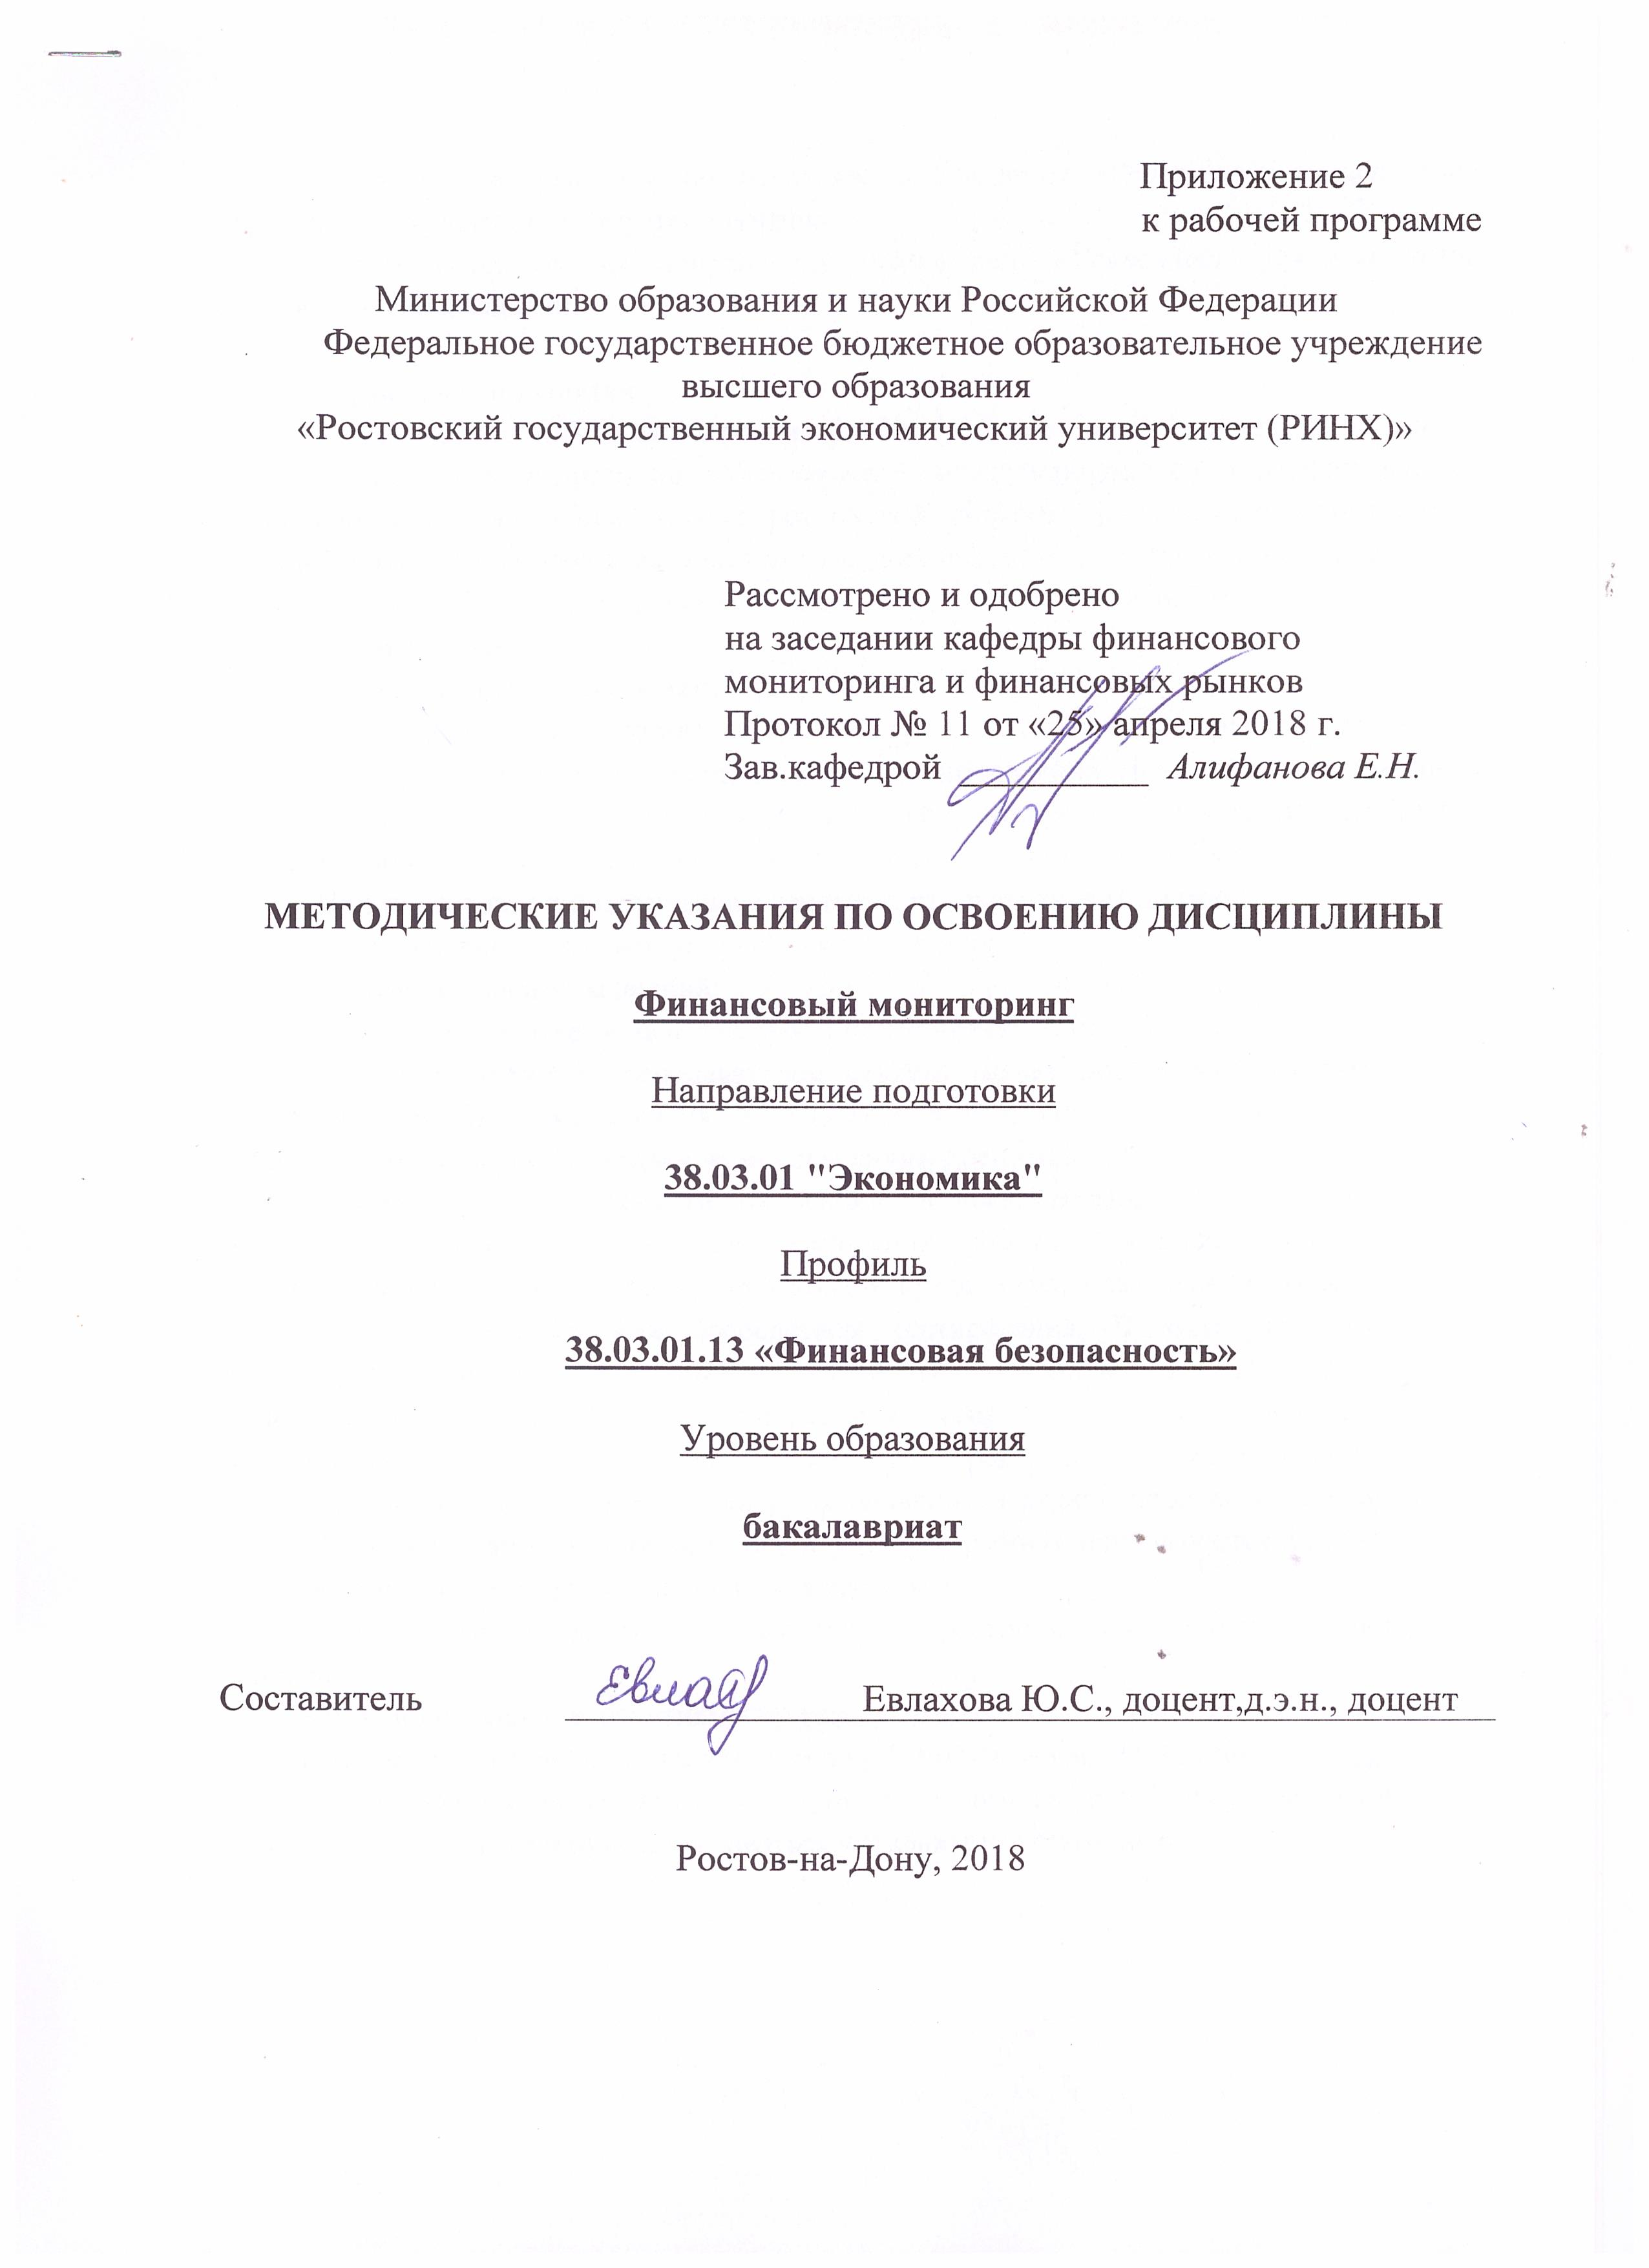 Приложение 2
к рабочей программе
Министерство образования и науки Российской Федерации
Федеральное государственное бюджетное образовательное учреждение
высшего образования
«Ростовский государственный экономический университет (РИНХ)»
Рассмотрено и одобрено
на заседании кафедры финансового
мониторинга и финансовых рынков
Протокол № 11 от «25» апреля 2018 г.
Зав.кафедрой __________ Алифанова Е.Н.
МЕТОДИЧЕСКИЕ УКАЗАНИЯ ПО ОСВОЕНИЮ ДИСЦИПЛИНЫ
Финансовый мониторинг
Направление подготовки
38.03.01 "Экономика"
Профиль
38.03.01.13 «Финансовая безопасность»
Уровень образования
бакалавриат
Составитель Евлахова Ю.С., доцент,д.э.н., доцент
Ростов-на-Дону, 2018